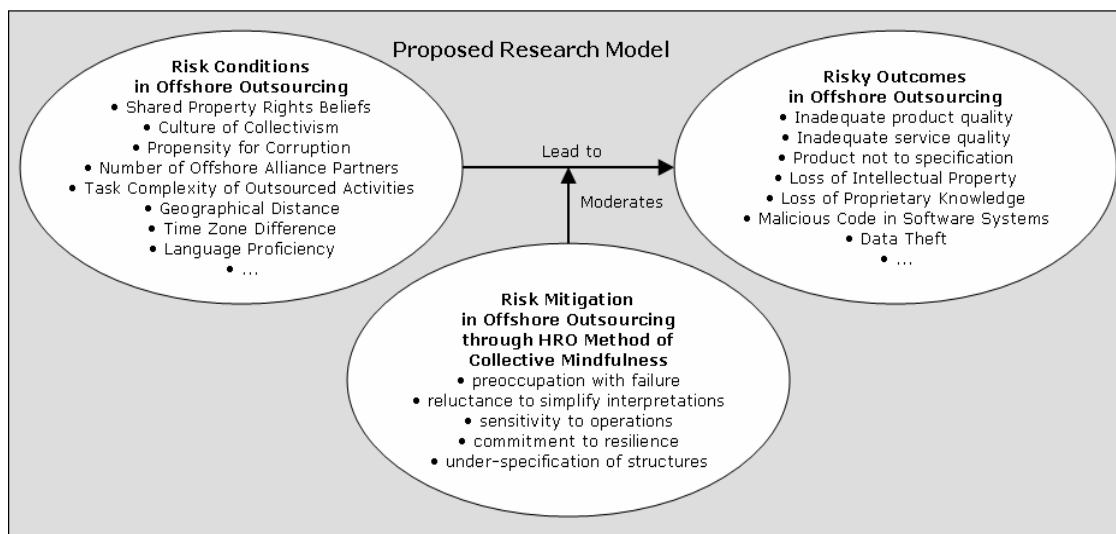 Proposed Research Model
Risk Conditions
in Offshore Outsourcing
• Shared Property Rights Beliefs
• Culture of Collectivism
• Propensity for Corruption
• Number of Offshore Alliance Partners
• Task Complexity of Outsourced Activities
• Geographical Distance
• Time Zone Difference
• Language Proficiency
• ...
Lead to
Moderates
Risky Outcomes
in Offshore Outsourcing
• Inadequate product quality
• Inadequate service quality
• Product not to specification
• Loss of Intellectual Property
• Loss of Proprietary Knowledge
• Malicious Code in Software Systems
• Data Theft
• ...
Risk Mitigation
in Offshore Outsourcing
through HRO Method of
Collective Mindfulness
• preoccupation with failure
• reluctance to simplify interpretations
• sensitivity to operations
• commitment to resilience
• under-specification of structures